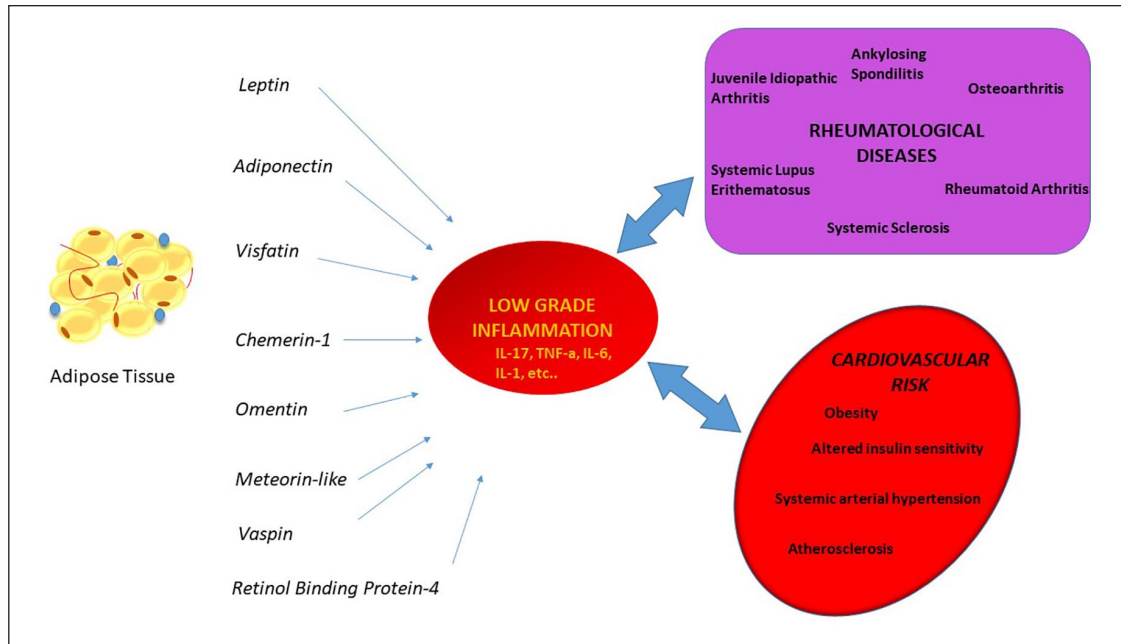 Leptin
Adiponectin
Visfatin
Chemerin-1
Omentin
Meteorin-like
Vaspin
Retinol Binding Protein-4
Adipose Tissue
LOW GRADE
INFLAMMATION
IL-17, TNF-a, IL-6,
IL-1, etc..
Ankylosing
Spondilitis
Juvenile Idiopathic
Arthritis
Osteoarthritis
RHEUMATOLOGICAL
DISEASES
Systemic Lupus
Erithematosus
Rheumatoid Arthritis
Systemic Sclerosis
CARDIOVASCULAR
RISK
Obesity
Altered insulin sensitivity
Systemic arterial hypertension
Atherosclerosis